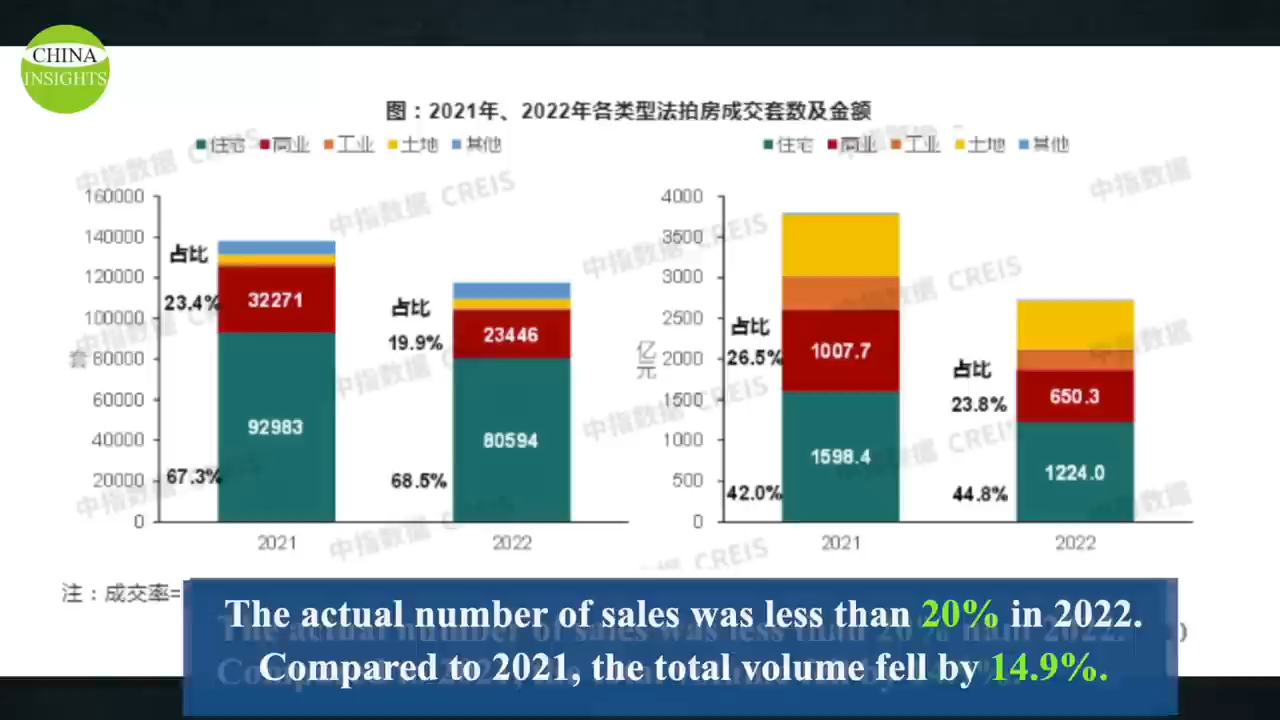 CHINA
INSIGHTS
图：2021年、2022年各类型法拍房成交套数及金额
住宅 商业 工业 土地 其他
住宅 商业 工业 土地 其他
中指数据 CREIS
160000
140000
120000
100000
80000
60000
40000
20000
0
套
占比
23.4%
67.3%
32271
92983
占比
19.9%
68.5%
23446
80594
2021
2022
4000
3500
3000
2500
2000
1500
1000
500
0
亿元
占比
26.5%
42.0%
1007.7
1598.4
占比
23.8%
44.8%
650.3
1224.0
2021
2022
注：成交率=
The actual number of sales was less than 20% in 2022.
Compared to 2021, the total volume fell by 14.9%.